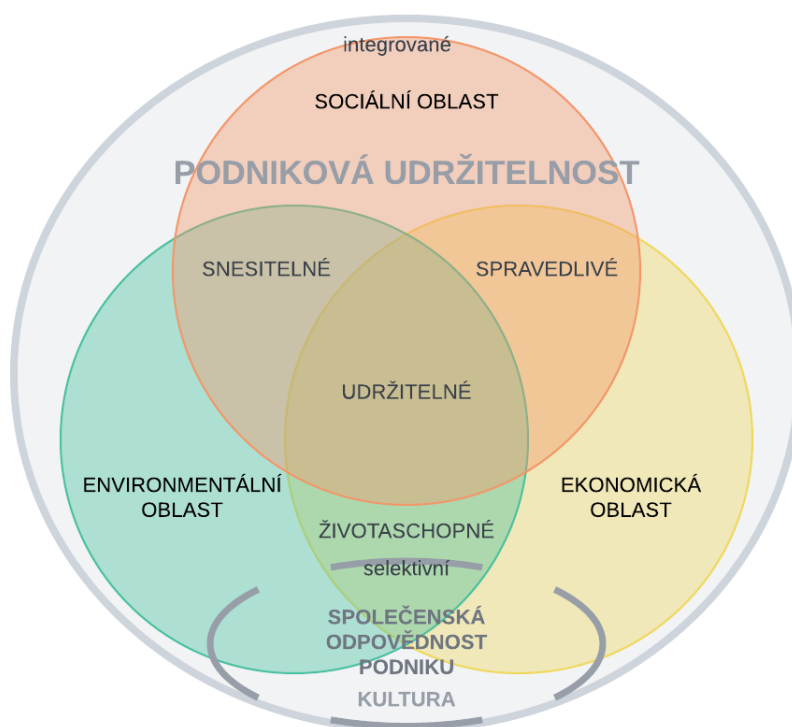 integrované
SOCIÁLNÍ OBLAST
PODNIKOVÁ UDRŽITELNOST
SNESITELNÉ
SPRAVEDLIVÉ
UDRŽITELNÉ
ENVIRONMENTÁLNÍ
OBLAST
EKONOMICKÁ
OBLAST
ŽIVOTASCHOPNÉ
selektivní
SPOLEČENSKÁ
ODPOVĚDNOST
PODNIKU
KULTURA